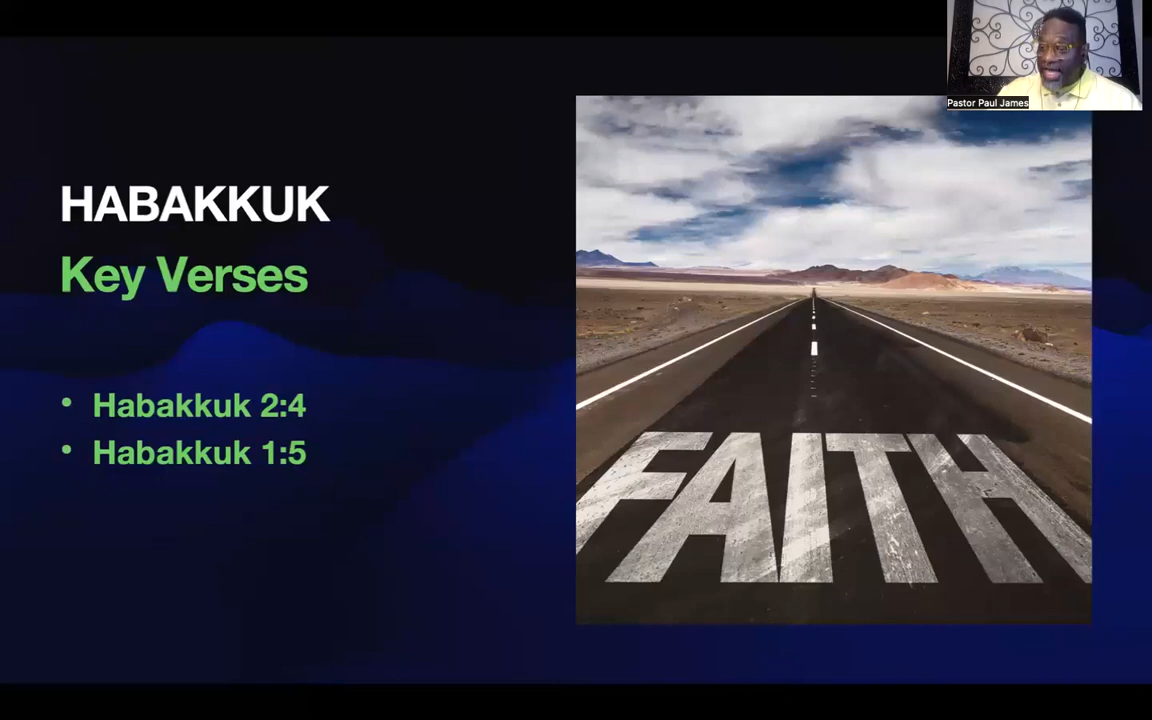 HABAKKUK
Key Verses
• Habakkuk 2:4
• Habakkuk 1:5
FAITH
Pastor Paul James